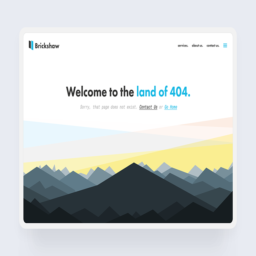 Brickshow
services about us contact us
Welcome to the land of 404.
Sorry, that page does not exist. Contact Us or Go Home